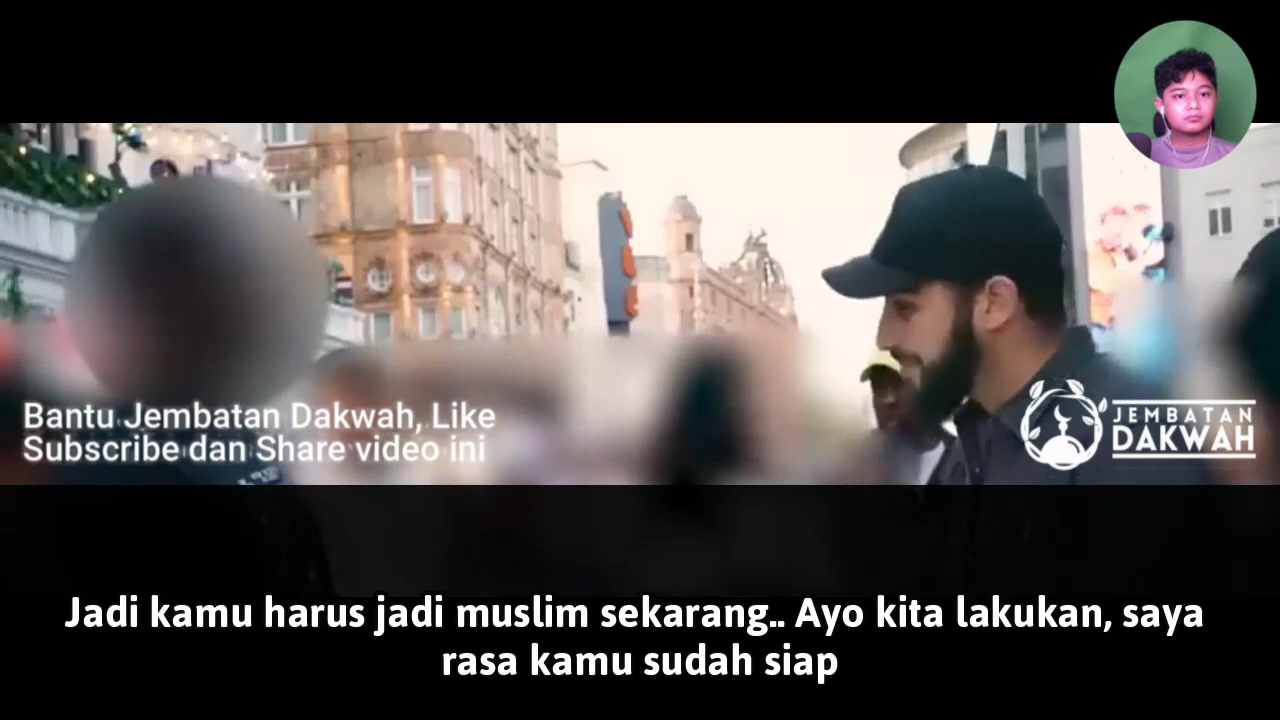 Bantu Jembatan Dakwah, Like
Subscribe dan Share video ini
JEMBATAN
DAKWAH
Jadi kamu harus jadi muslim sekarang.. Ayo kita lakukan, saya
rasa kamu sudah siap